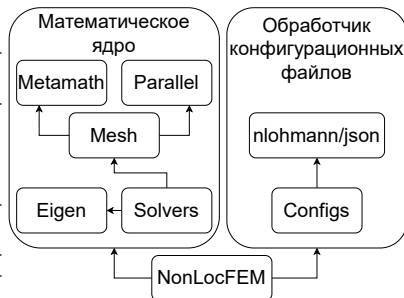 Математическое
ядро
Metamath
Parallel
Mesh
Eigen
Solvers
Обработчик
конфигурационных
файлов
nlohmann/json
Configs
NonLocFEM